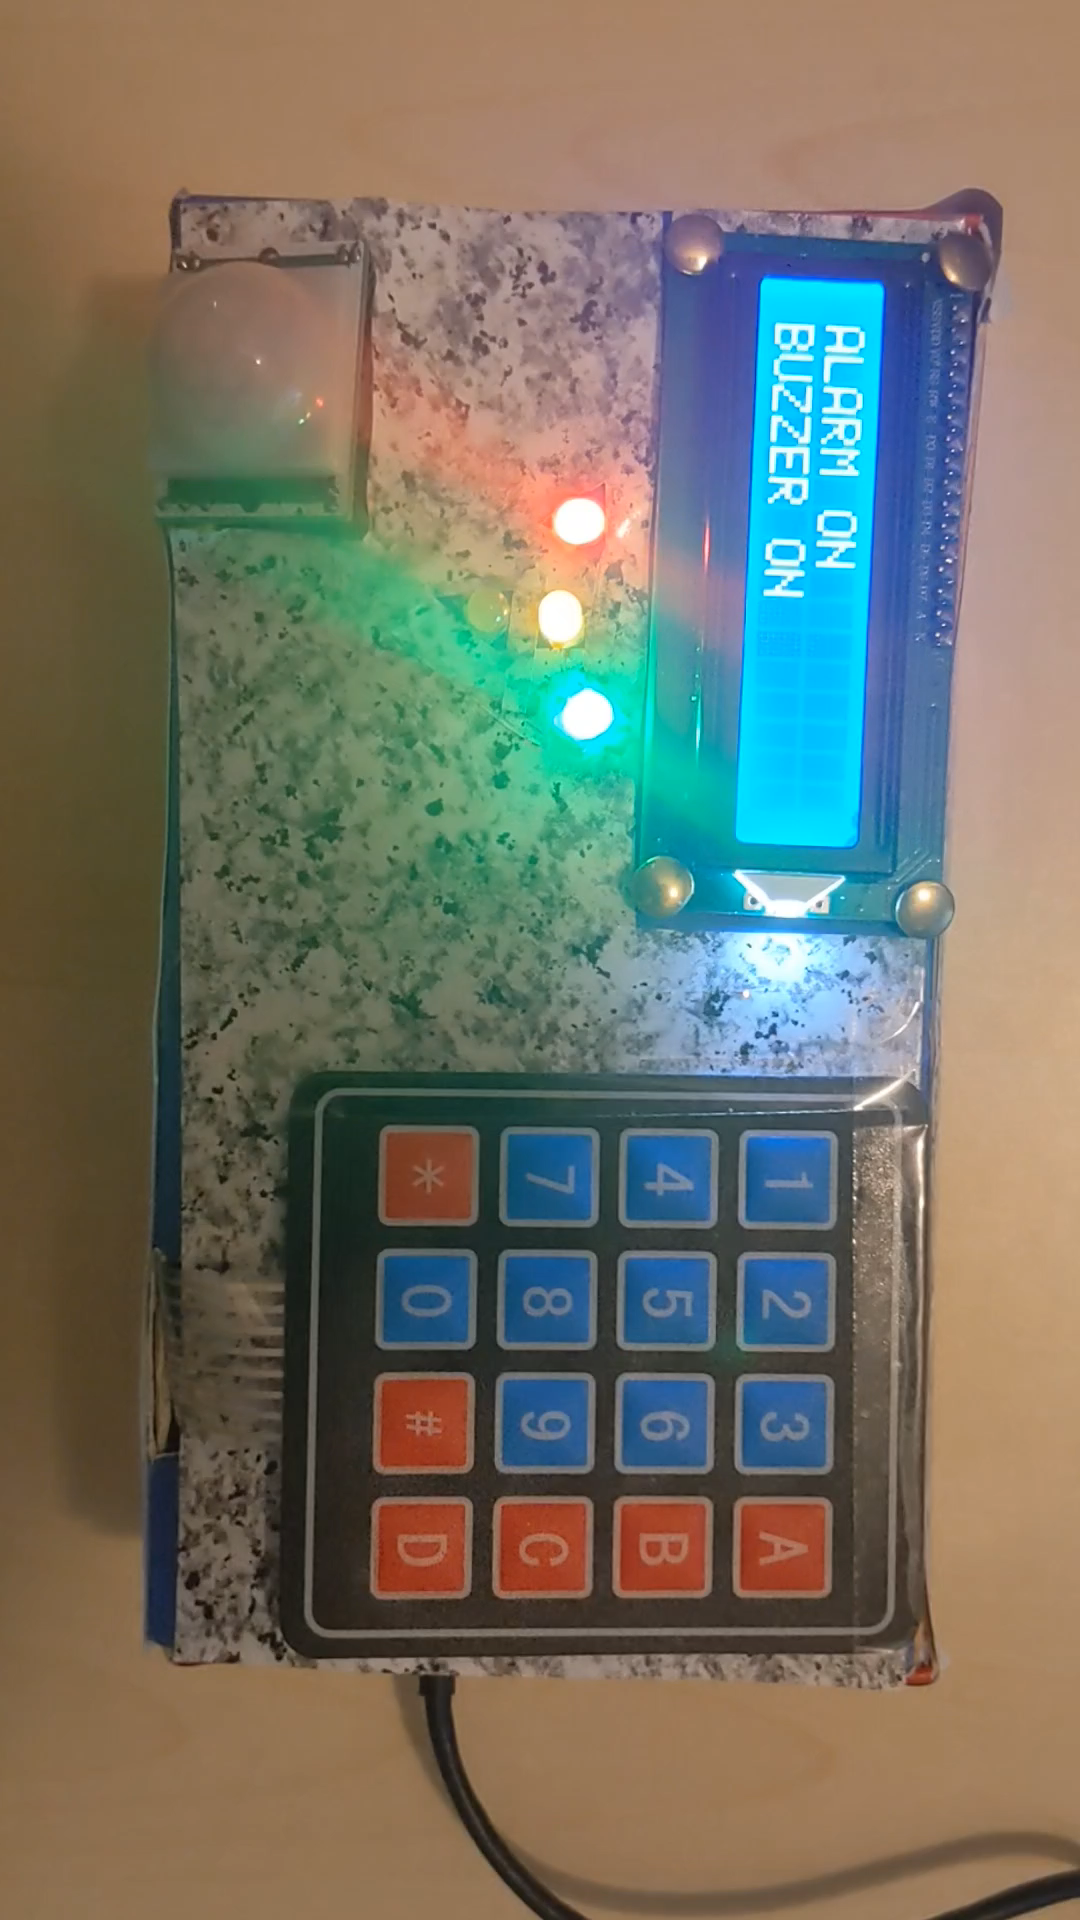 ALARM ON
BUZZER ON
1 2 3 A
4 5 6 B
7 8 9 C
* 0 # D